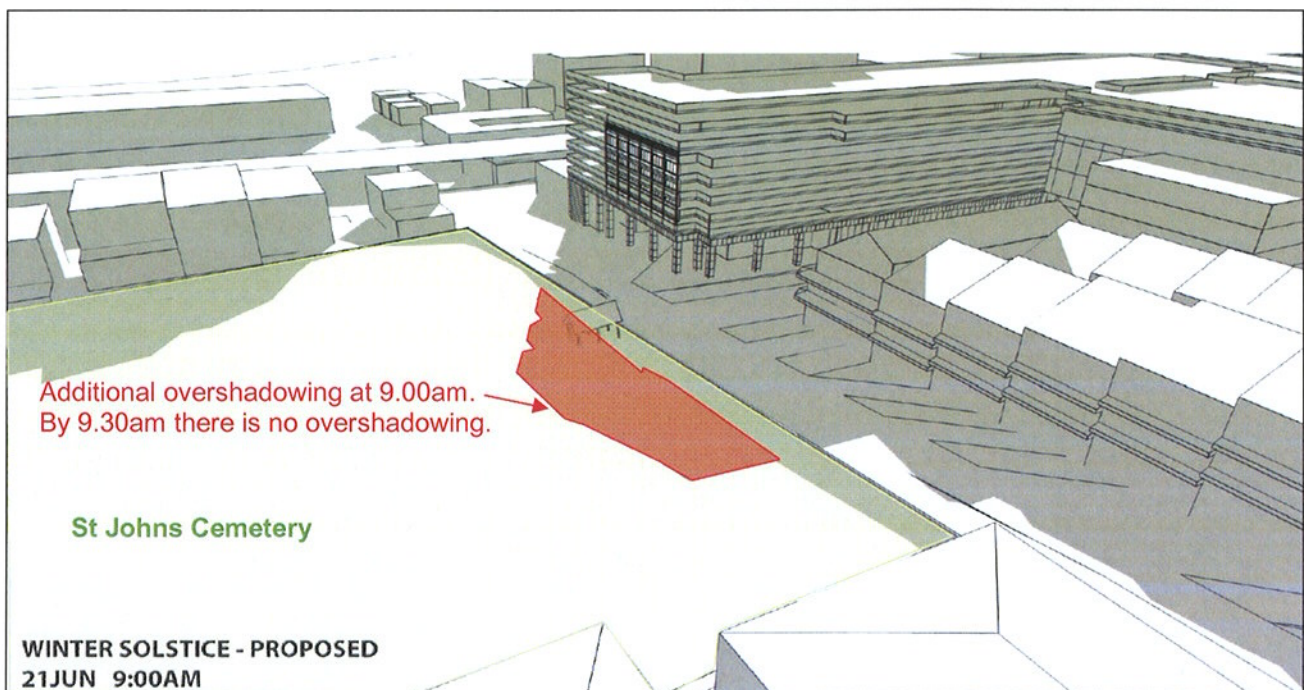 Additional overshadowing at 9.00am.
By 9.30am there is no overshadowing.
St Johns Cemetery
WINTER SOLSTICE - PROPOSED
21JUN 9:00AM